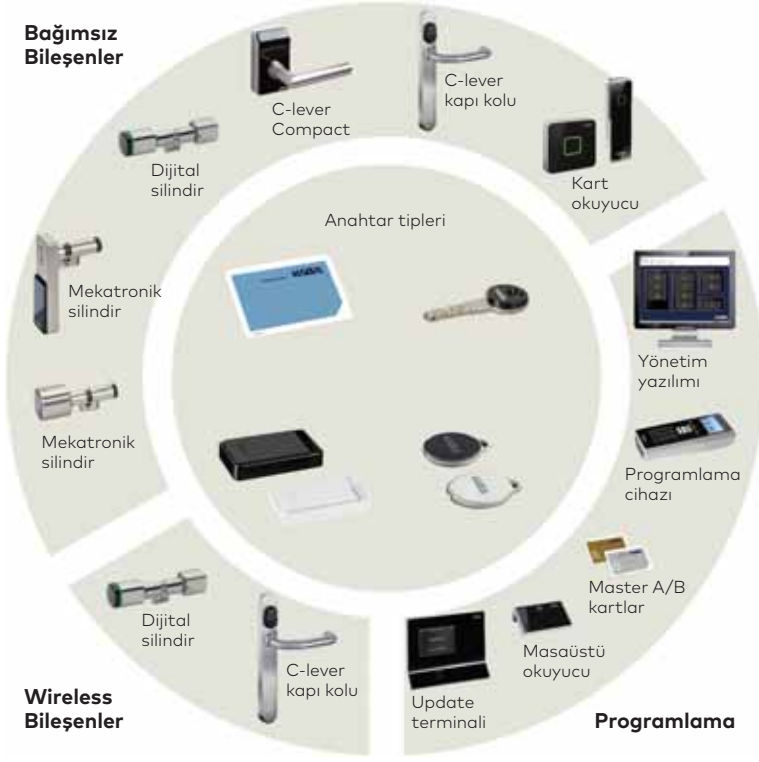 Bağımsız
Bileşenler
C-lever
Compact
C-lever
kapı kolu
Kart
okuyucu
Dijital
silindir
Mekatronik
silindir
Mekatronik
silindir
Anahtar tipleri
Yönetim
yazılımı
Programlama
cihazı
Master A/B
kartlar
Masaüstü
okuyucu
Update
terminali
Programlama
Dijital
silindir
C-lever
kapı kolu
Wireless
Bileşenler